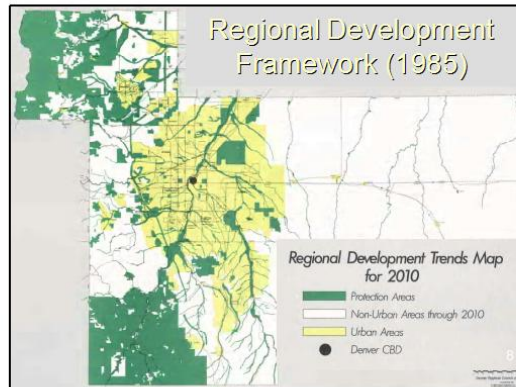 Regional Development
Framework (1985)
Regional Development Trends Map
for 2010
Protection Areas
Non-Urban Areas through 2010
Urban Areas
Denver CBD
8